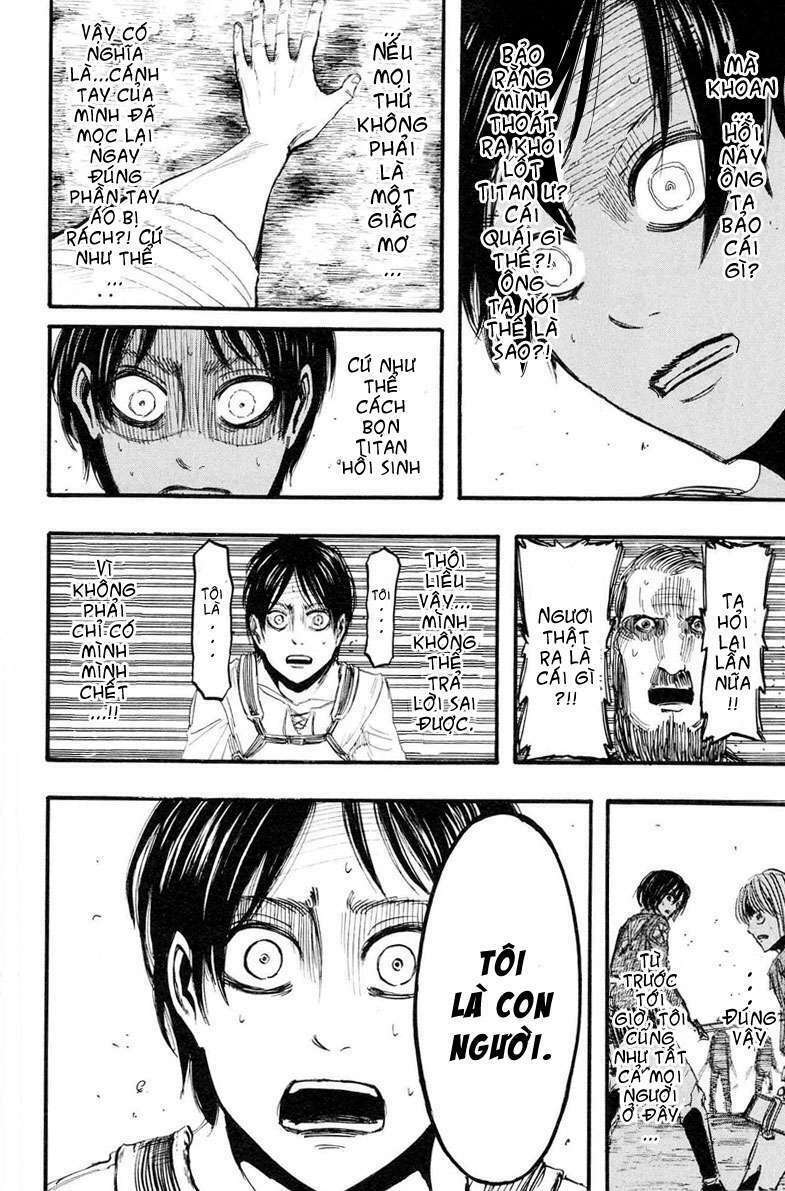 MÀ
KHOAN
...
HỒI
NÃY ÔNG
TA
BẢO
CÁI
GÌ?
BẢO
RẰNG MÌNH
THOÁT
RA KHỎI
LỐT
TITAN Ư?
CÁI
QUÁI GÌ
THẾ?!
ÔNG
TA NÓI
THẾ LÀ
SAO?!
...
NẾU
MỌI
THỨ
KHÔNG
PHẢI
LÀ
MỘT
GIẤC
MƠ
...
VẬY CÓ
NGHĨA
LÀ...CÁNH
TAY CỦA
MÌNH ĐÃ
MỌC LẠI
NGAY
ĐÚNG
PHẦN TAY
ÁO BỊ
RÁCH?! CỨ
NHƯ THỂ
...
CỨ NHƯ
THỂ
CÁCH
BỌN
TITAN
HỒI SINH
TA
HỎI
LẠI
LẦN
NỮA
!!
NGƯƠI
THẬT
RA LÀ
CÁI GÌ
?!!
THÔI
LIỀU
VẬY....
MÌNH
KHÔNG
THỂ
TRẢ
LỜI SAI
ĐƯỢC.
TÔI
...
TÔI
LÀ
...
VÌ
KHÔNG
PHẢI
CHỈ CÓ
MÌNH
CHẾT
...!!
...
ĐÚNG
VẬY
TỪ
TRƯỚC
TỚI
GIỜ, TÔI
CŨNG
NHƯ TẤT
CẢ MỌI
NGƯỜI
Ở ĐÂY
...
TÔI
LÀ CON
NGƯỜI.